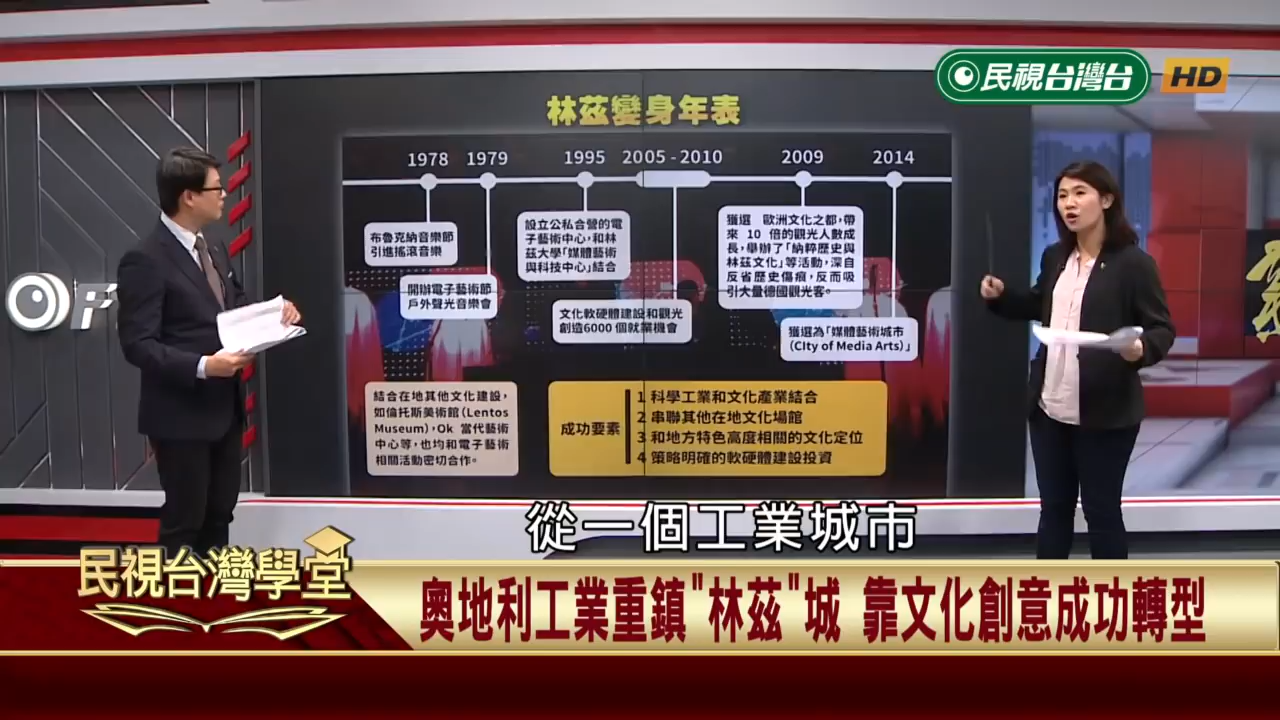 民視台灣台 HD
林茲變身年表
1978
1979
1995
2005 - 2010
2009
2014
布魯克納音樂節
引進搖滾音樂
開辦電子藝術節
戶外聲光音樂會
設立公私合營的電
子藝術中心,和林
茲大學「媒體藝術
與科技中心」結合
文化軟硬體建設和觀光
創造6000 個就業機會
獲選 歐洲文化之都,帶
來 10 倍的觀光人數成
長,舉辦了「納粹歷史與
林茲文化」等活動,深自
反省歷史傷痕,反而吸
引大量德國觀光客。
獲選為「媒體藝術城市
(CIty of Media Arts)」
結合在地其他文化建設,
如倫托斯美術館(Lentos
Museum),Ok 當代藝術
中心等,也均和電子藝術
相關活動密切合作。
成功要素
1 科學工業和文化產業結合
2 串聯其他在地文化場館
3 和地方特色高度相關的文化定位
4 策略明確的軟硬體建設投資
從一個工業城市
民視台灣學堂
奧地利工業重鎮"林茲"城 靠文化創意成功轉型